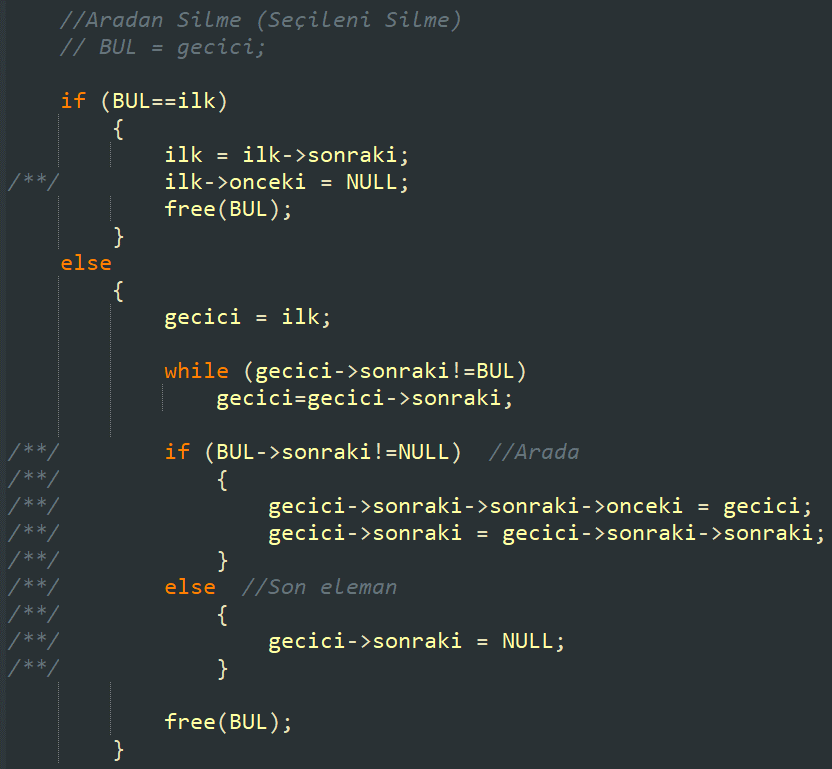 //Aradan Silme (Seçileni Silme)
// BUL = gecici;
if (BUL==ilk)
{
ilk = ilk->sonraki;
/**/ ilk->onceki = NULL;
free(BUL);
}
else
{
gecici = ilk;
while (gecici->sonraki!=BUL)
gecici=gecici->sonraki;
/**/ if (BUL->sonraki!=NULL) //Arada
/**/ {
/**/ gecici->sonraki->sonraki->onceki = gecici;
/**/ gecici->sonraki = gecici->sonraki->sonraki;
/**/ }
/**/ else //Son eleman
/**/ {
/**/ gecici->sonraki = NULL;
/**/ }
free(BUL);
}